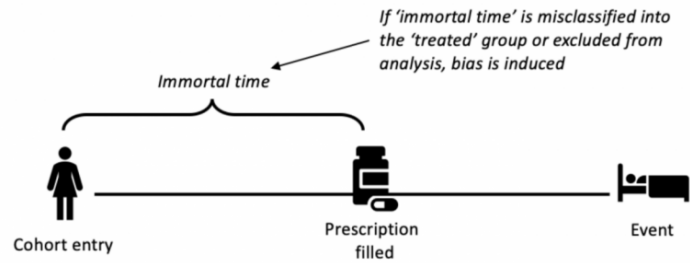 If ‘immortal time’ is misclassified into
the ‘treated’ group or excluded from
analysis, bias is induced
Immortal time
Cohort entry
Prescription
filled
Event